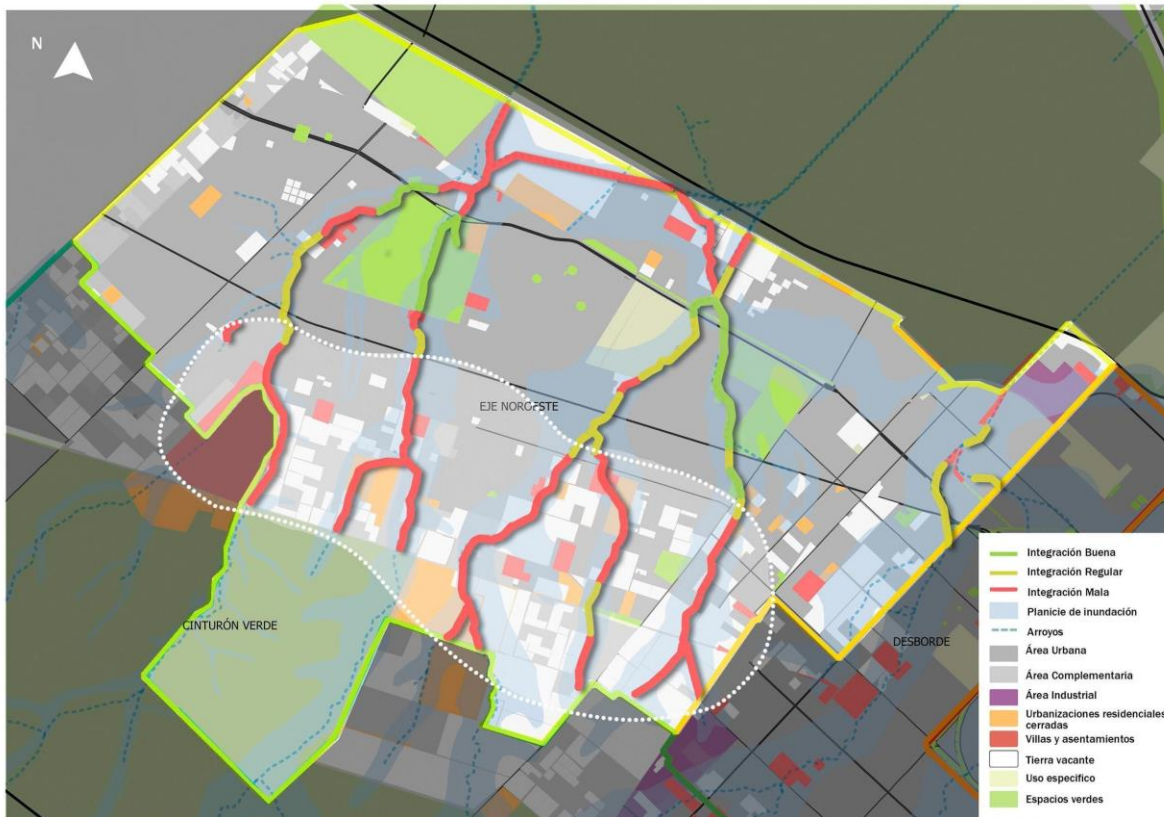 N
EJE NOROESTE
CINTURÓN VERDE
DESBORDE
Integración Buena
Integración Regular
Integración Mala
Planicie de inundación
Arroyos
Área Urbana
Área Complementaria
Área Industrial
Urbanizaciones residenciales
cerradas
Villas y asentamientos
Tierra vacante
Uso específico
Espacios verdes